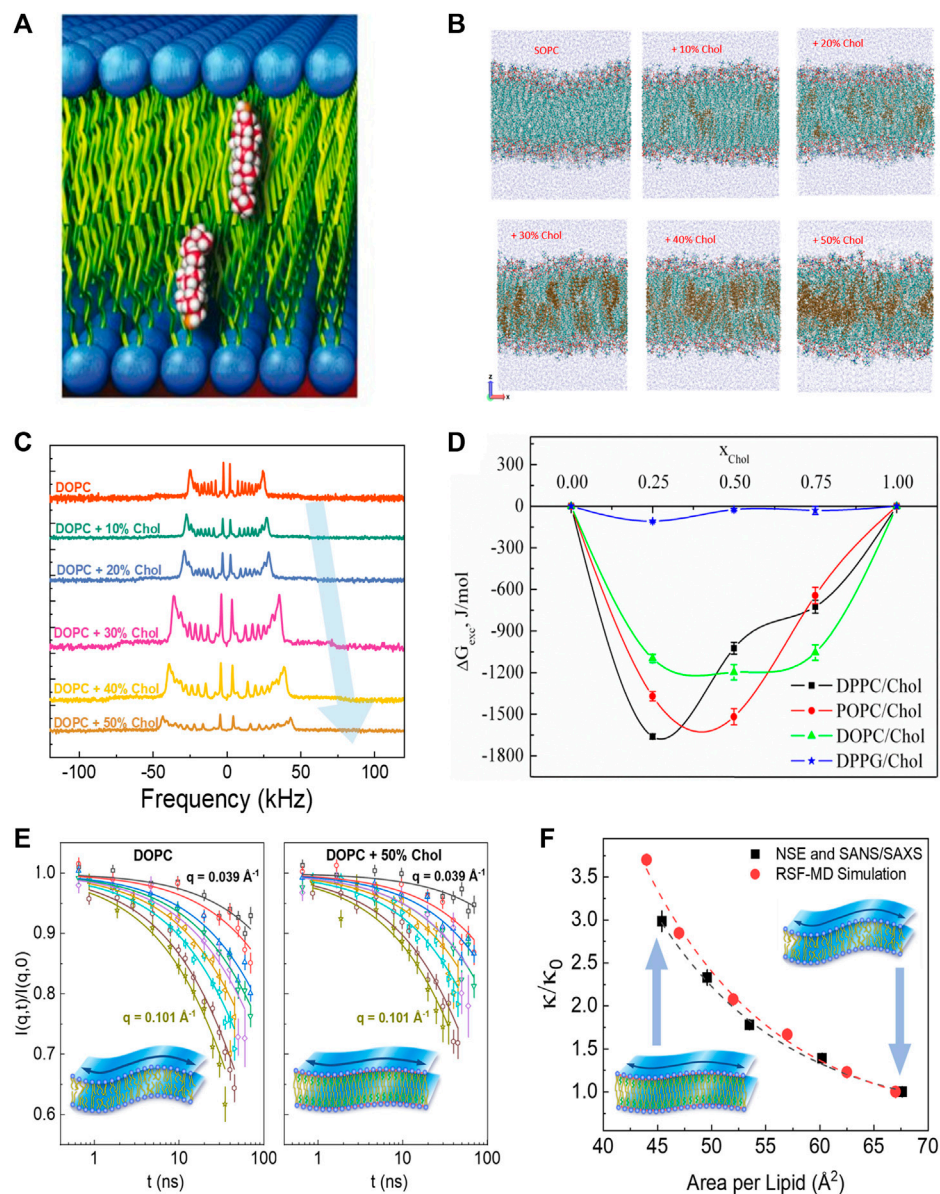 A
B
SOPC
+ 10% Chol
+ 20% Chol
+ 30% Chol
+ 40% Chol
+ 50% Chol
z
x
C
DOPC
DOPC + 10% Chol
DOPC + 20% Chol
DOPC + 30% Chol
DOPC + 40% Chol
DOPC + 50% Chol
-100 -50 0 50 100
Frequency (kHz)
D
XChol
0.00 0.25 0.50 0.75 1.00
300
0
-300
-600
-900
-1200
-1500
-1800
ΔGexc, J/mol
DPPC/Chol
POPC/Chol
DOPC/Chol
DPPG/Chol
E
DOPC
q = 0.039 Å-1
q = 0.101 Å-1
DOPC + 50% Chol
q = 0.039 Å-1
q = 0.101 Å-1
1.0
0.9
0.8
0.7
0.6
I(q,t)/I(q,0)
1 10 100
t (ns)
1 10 100
t (ns)
F
NSE and SANS/SAXS
RSF-MD Simulation
3.5
3.0
2.5
2.0
1.5
1.0
κ/κ0
40 45 50 55 60 65 70
Area per Lipid (Å2)